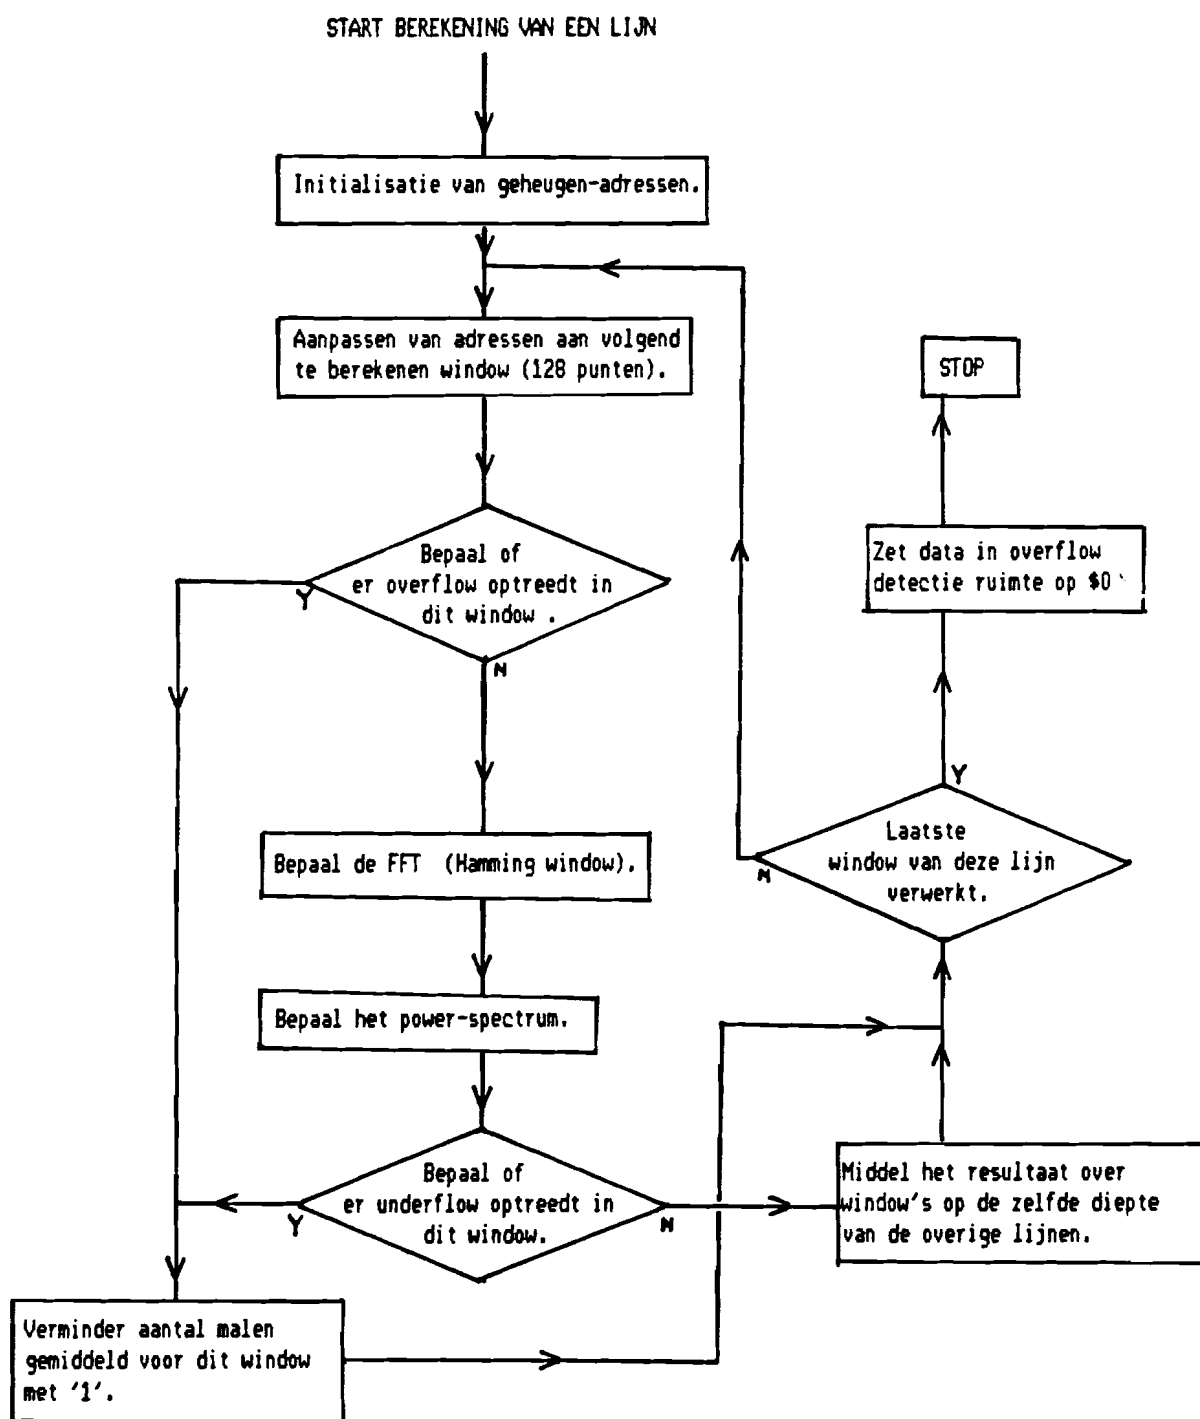 START BEREKENING VAN EEN LIJN
Initialisatie van geheugen-adressen.
Aanpassen van adressen aan volgend
te berekenen window (128 punten).
STOP
Bepaal of
er overflow optreedt in
dit window .
Y
N
Zet data in overflow
detectie ruimte op $0
Y
Laatste
window van deze lijn
verwerkt.
N
Bepaal de FFT (Hamming window).
Bepaal het power-spectrum.
Bepaal of
er underflow optreedt in
dit window.
Y
N
Middel het resultaat over
window's op de zelfde diepte
van de overige lijnen.
Verminder aantal malen
gemiddeld voor dit window
met '1'.